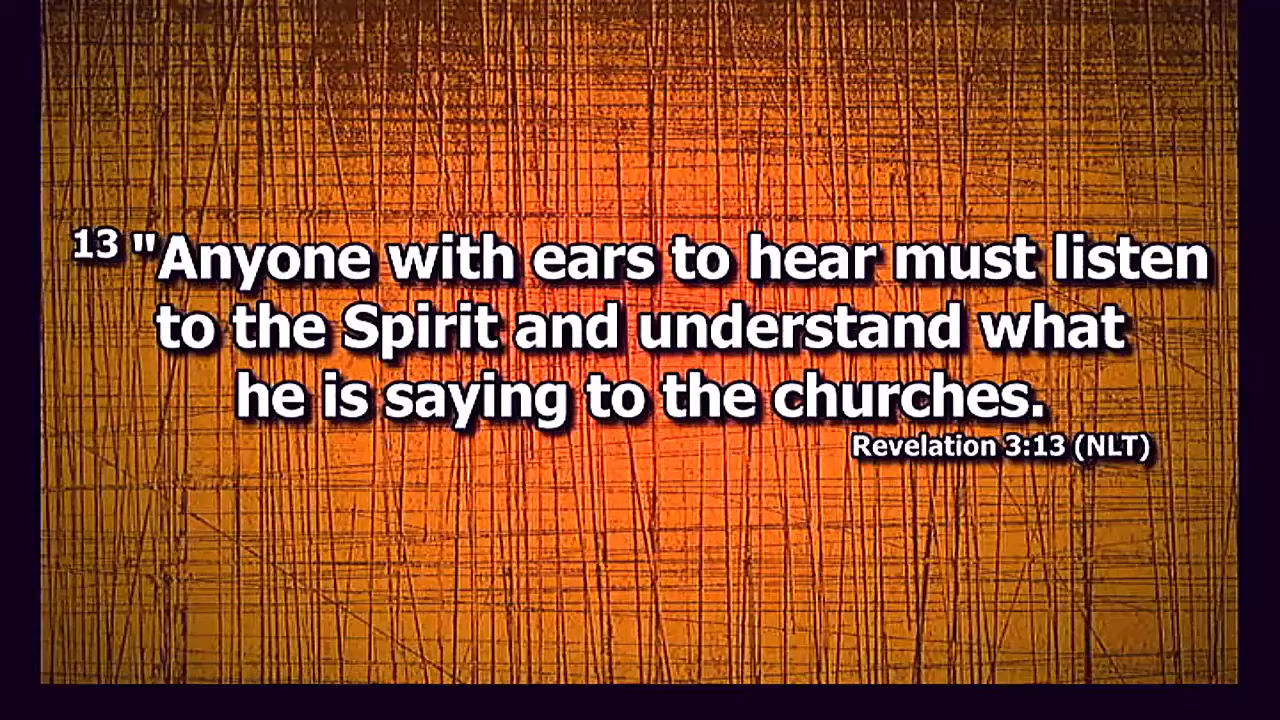 13 "Anyone with ears to hear must listen
to the Spirit and understand what
he is saying to the churches.
Revelation 3:13 (NLT)